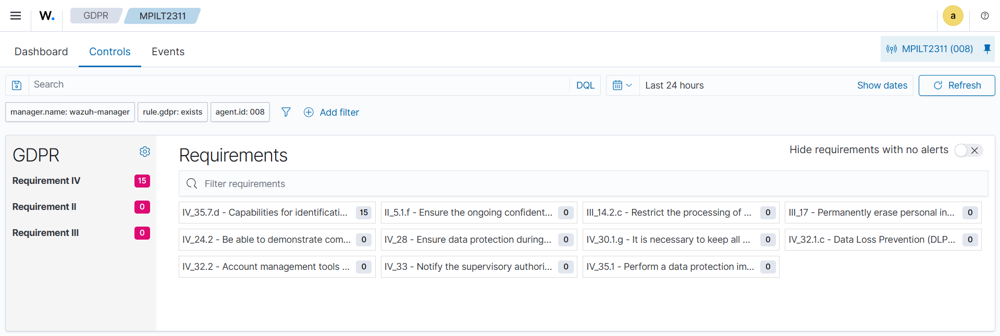 W.
GDPR
MPILT2311
a
Dashboard
Controls
Events
MPILT2311 (008)
Search
DQL
Last 24 hours
Show dates
Refresh
manager.name: wazuh-manager
rule.gdpr: exists
agent.id: 008
Add filter
GDPR
Requirement IV
15
Requirement II
0
Requirement III
0
Requirements
Hide requirements with no alerts
Filter requirements
IV_35.7.d - Capabilities for identificati...
15
II_5.1.f - Ensure the ongoing confident...
0
III_14.2.c - Restrict the processing of ...
0
III_17 - Permanently erase personal in...
0
IV_24.2 - Be able to demonstrate com...
0
IV_28 - Ensure data protection during...
0
IV_30.1.g - It is necessary to keep all ...
0
IV_32.1.c - Data Loss Prevention (DLP...
0
IV_32.2 - Account management tools ...
0
IV_33 - Notify the supervisory authori...
0
IV_35.1 - Perform a data protection im...
0